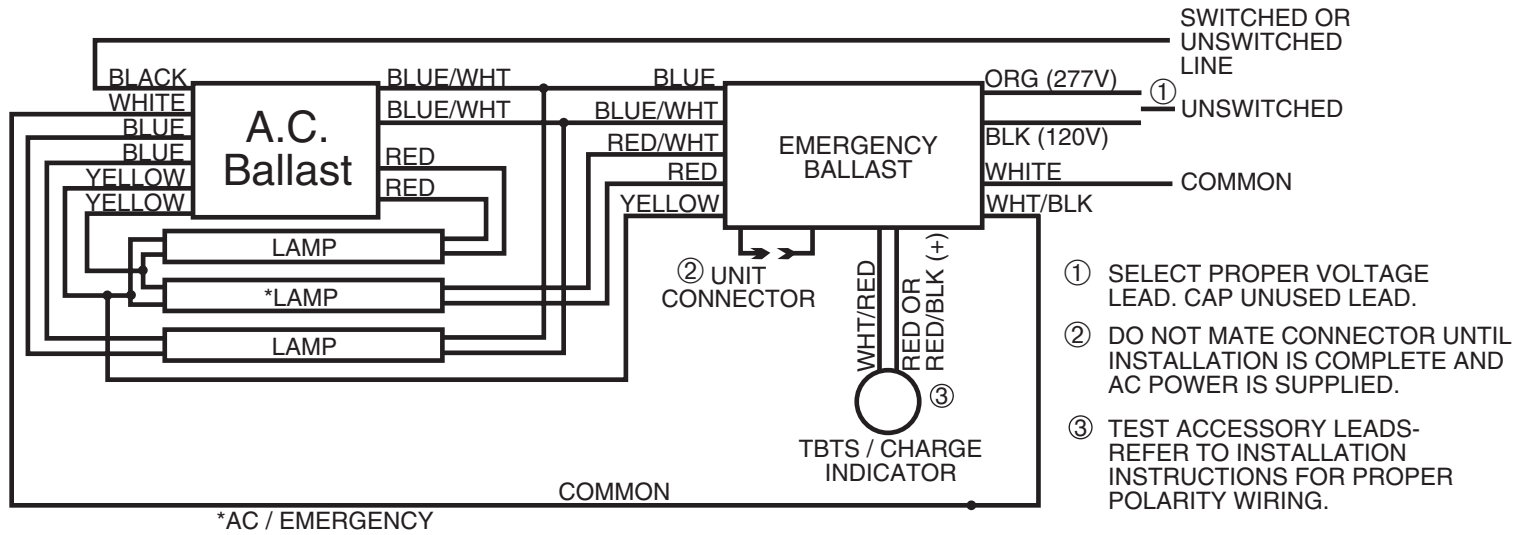 SWITCHED OR
UNSWITCHED
LINE
BLACK
WHITE
BLUE
BLUE
YELLOW
YELLOW
A.C.
Ballast
BLUE/WHT
BLUE/WHT
RED
RED
BLUE
BLUE/WHT
RED/WHT
RED
YELLOW
EMERGENCY
BALLAST
ORG (277V)
① UNSWITCHED
BLK (120V)
WHITE
COMMON
WHT/BLK
LAMP
*LAMP
LAMP
② UNIT
CONNECTOR
WHT/RED
RED OR
RED/BLK (+)
③
TBTS / CHARGE
INDICATOR
COMMON
*AC / EMERGENCY
① SELECT PROPER VOLTAGE
LEAD. CAP UNUSED LEAD.
② DO NOT MATE CONNECTOR UNTIL
INSTALLATION IS COMPLETE AND
AC POWER IS SUPPLIED.
③ TEST ACCESSORY LEADS-
REFER TO INSTALLATION
INSTRUCTIONS FOR PROPER
POLARITY WIRING.